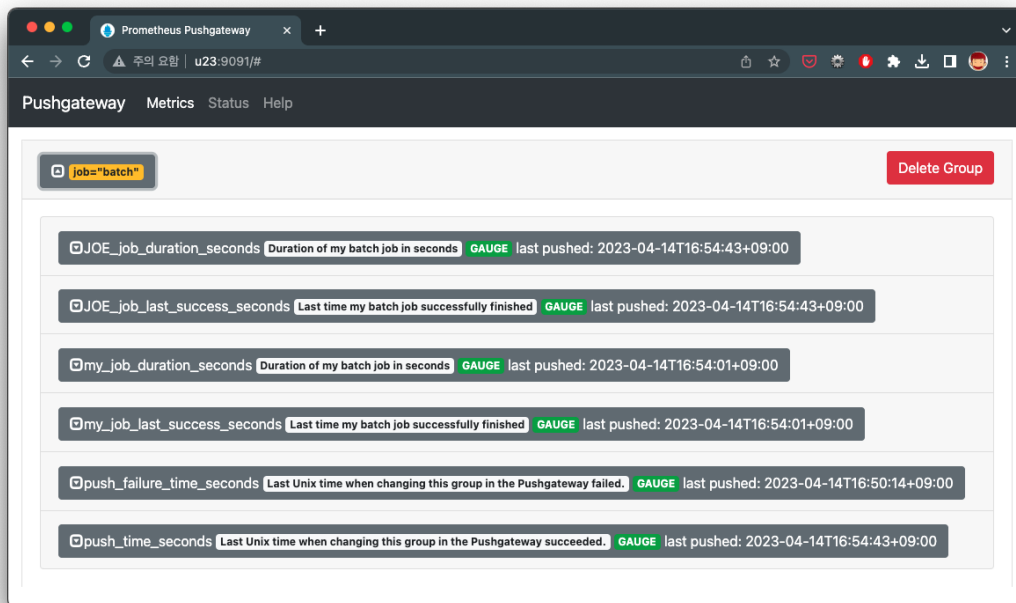 Prometheus Pushgateway
주의 요함 u23:9091/#
Pushgateway Metrics Status Help
job="batch" Delete Group
JOE_job_duration_seconds Duration of my batch job in seconds GAUGE last pushed: 2023-04-14T16:54:43+09:00
JOE_job_last_success_seconds Last time my batch job successfully finished GAUGE last pushed: 2023-04-14T16:54:43+09:00
my_job_duration_seconds Duration of my batch job in seconds GAUGE last pushed: 2023-04-14T16:54:01+09:00
my_job_last_success_seconds Last time my batch job successfully finished GAUGE last pushed: 2023-04-14T16:54:01+09:00
push_failure_time_seconds Last Unix time when changing this group in the Pushgateway failed. GAUGE last pushed: 2023-04-14T16:50:14+09:00
push_time_seconds Last Unix time when changing this group in the Pushgateway succeeded. GAUGE last pushed: 2023-04-14T16:54:43+09:00